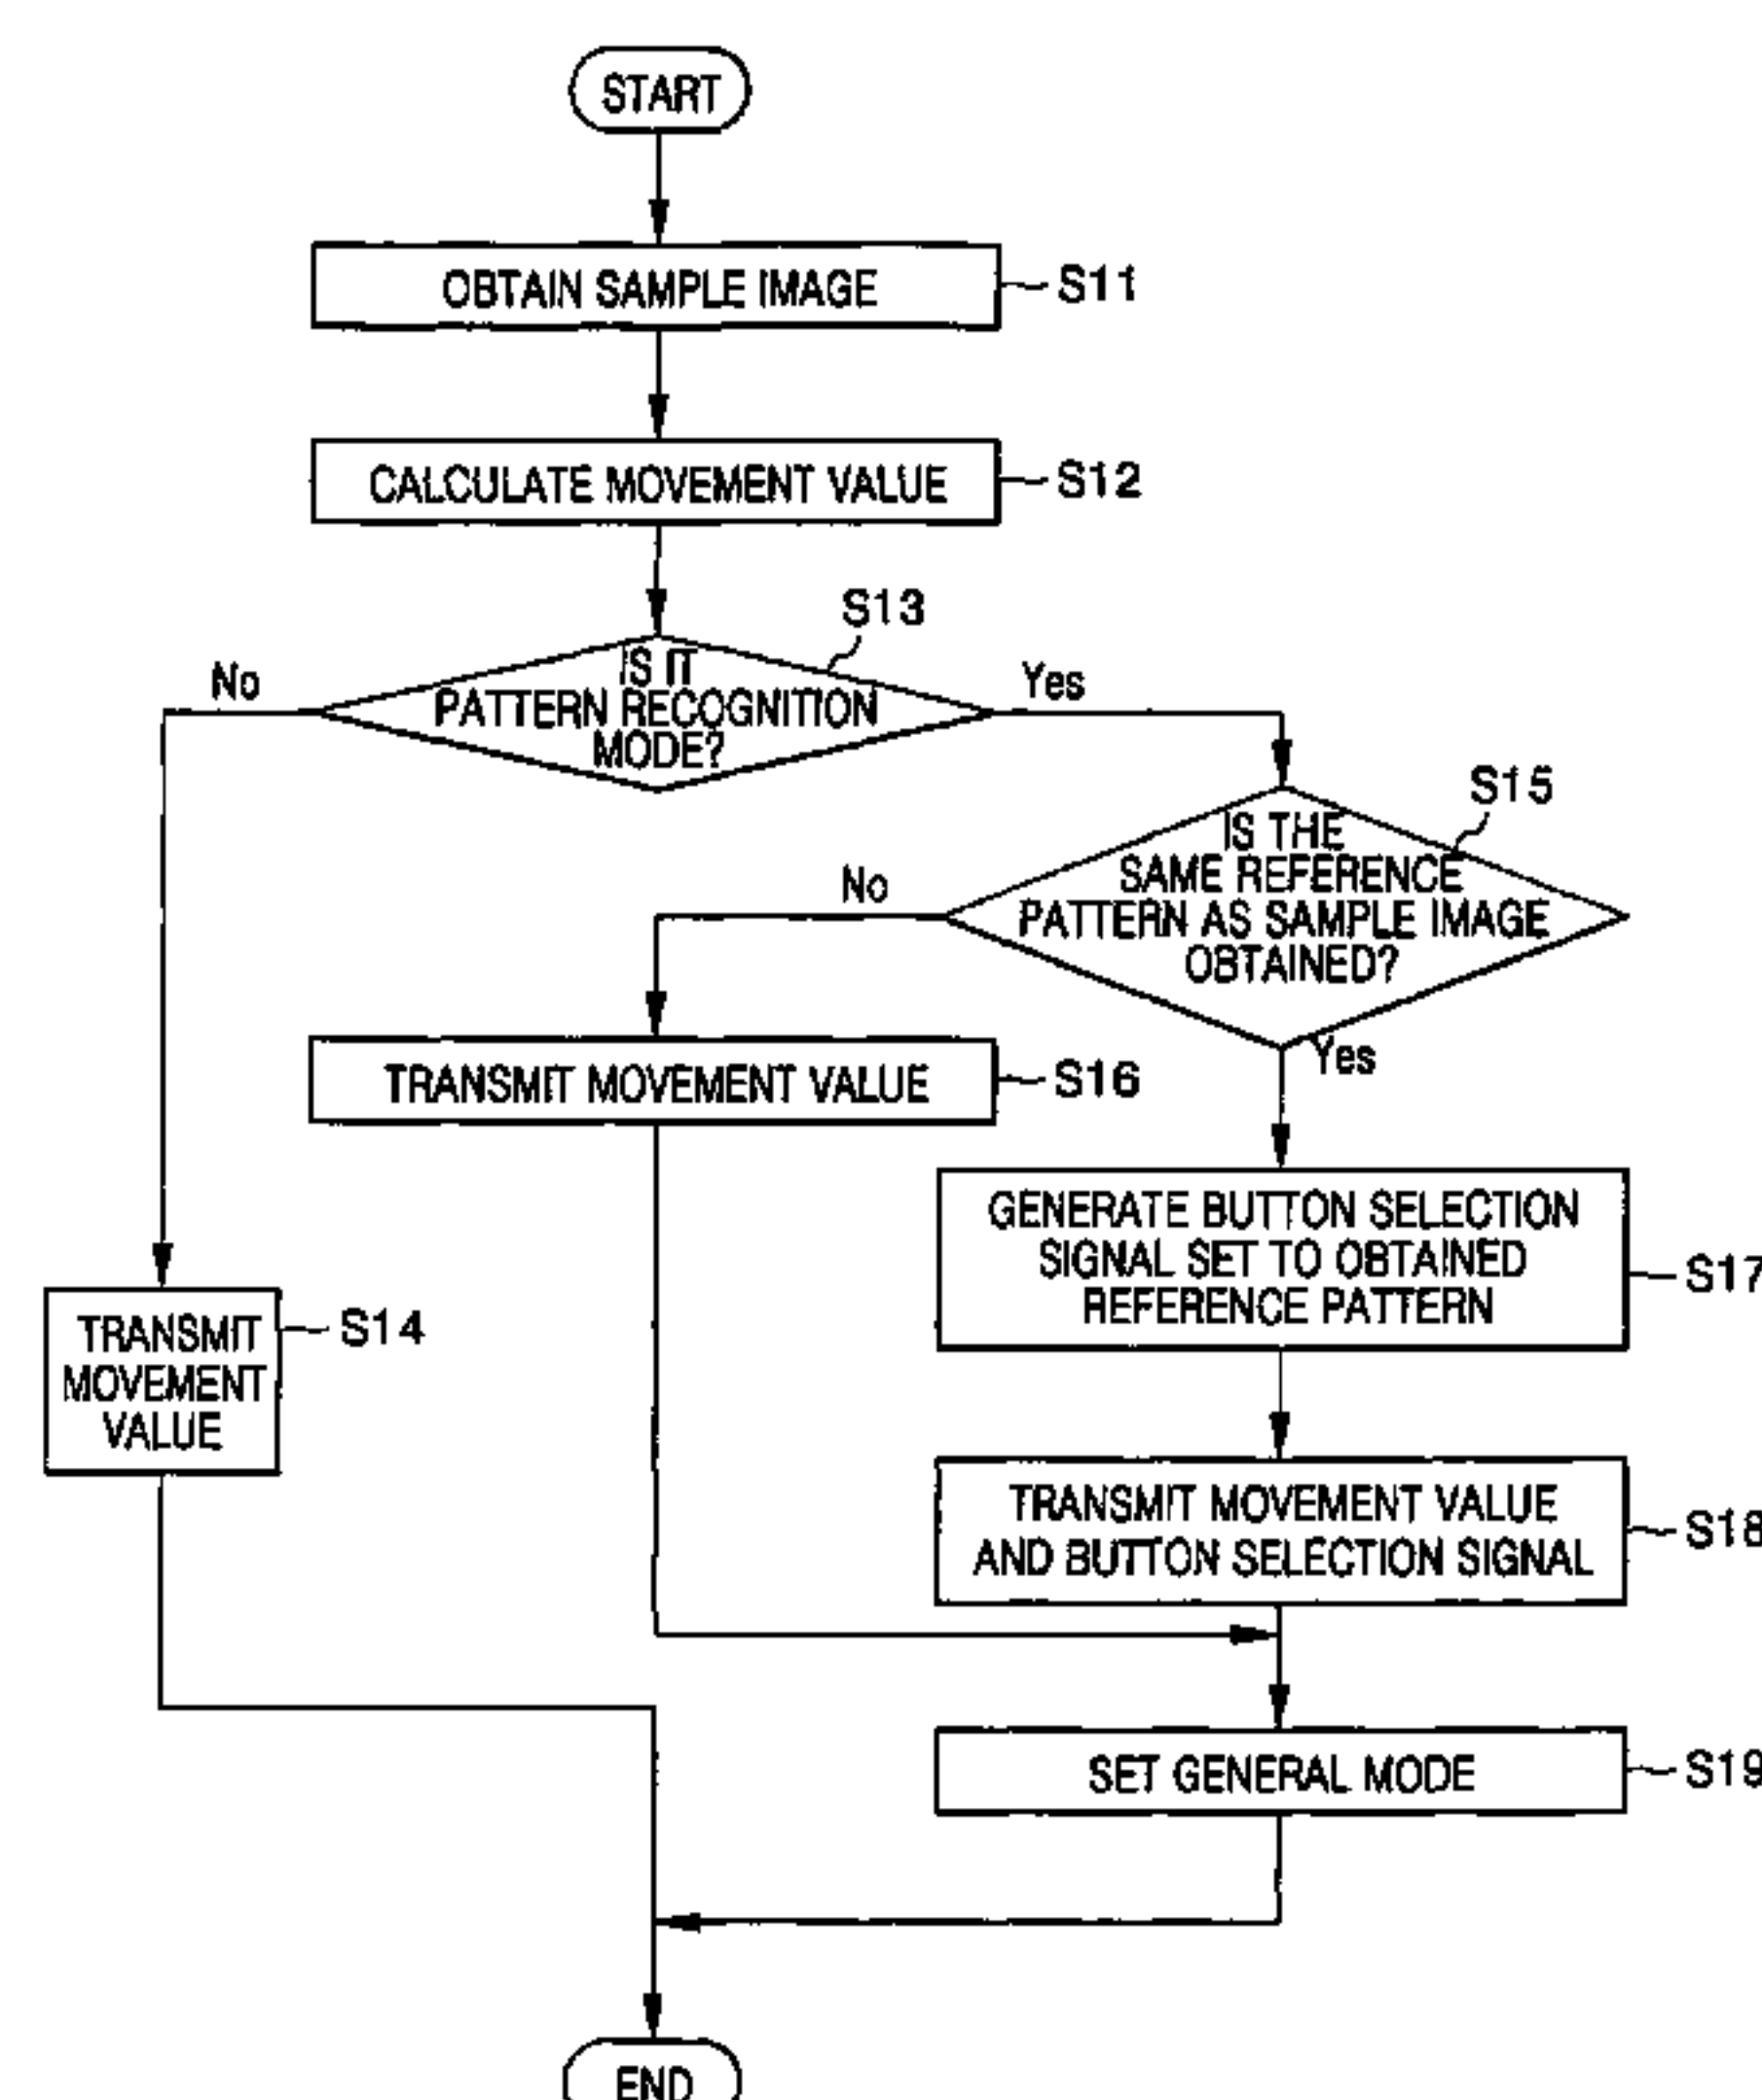 START
OBTAIN SAMPLE IMAGE
S11
CALCULATE MOVEMENT VALUE
S12
S13
No
IS IT
PATTERN RECOGNITION
MODE?
Yes
S15
IS THE
SAME REFERENCE
PATTERN AS SAMPLE IMAGE
OBTAINED?
No
Yes
TRANSMIT MOVEMENT VALUE
S16
GENERATE BUTTON SELECTION
SIGNAL SET TO OBTAINED
REFERENCE PATTERN
S17
TRANSMIT
MOVEMENT
VALUE
S14
TRANSMIT MOVEMENT VALUE
AND BUTTON SELECTION SIGNAL
S18
SET GENERAL MODE
S19
END